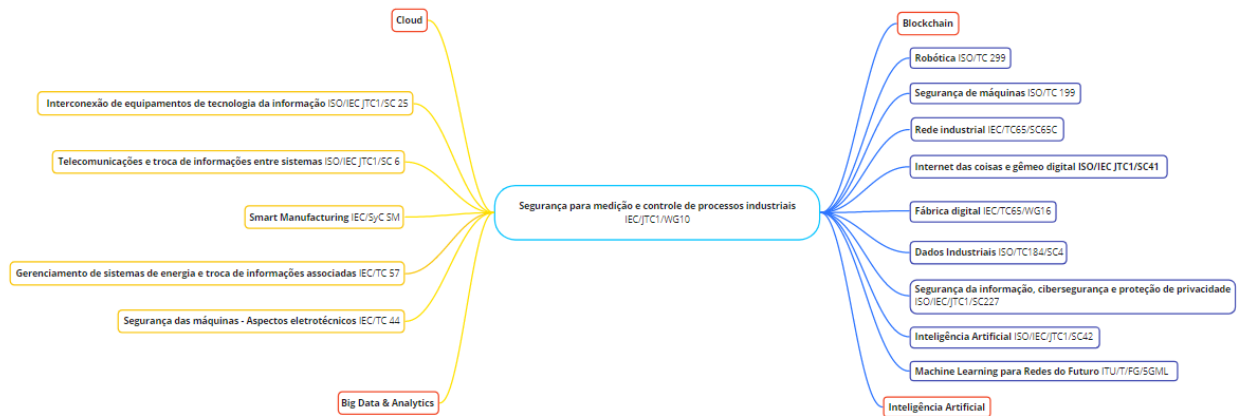 Cloud
Interconexão de equipamentos de tecnologia da informação ISO/IEC JTC1/SC 25
Telecomunicações e troca de informações entre sistemas ISO/IEC JTC1/SC 6
Smart Manufacturing IEC/SyC SM
Gerenciamento de sistemas de energia e troca de informações associadas IEC/TC 57
Segurança das máquinas - Aspectos eletrotécnicos IEC/TC 44
Big Data & Analytics
Segurança para medição e controle de processos industriais
IEC/JTC1/WG10
Blockchain
Robótica ISO/TC 299
Segurança de máquinas ISO/TC 199
Rede industrial IEC/TC65/SC65C
Internet das coisas e gêmeo digital ISO/IEC JTC1/SC41
Fábrica digital IEC/TC65/WG16
Dados Industriais ISO/TC184/SC4
Segurança da informação, cibersegurança e proteção de privacidade
ISO/IEC/JTC1/SC227
Inteligência Artificial ISO/IEC/JTC1/SC42
Machine Learning para Redes do Futuro ITU/T/FG/5GML
Inteligência Artificial